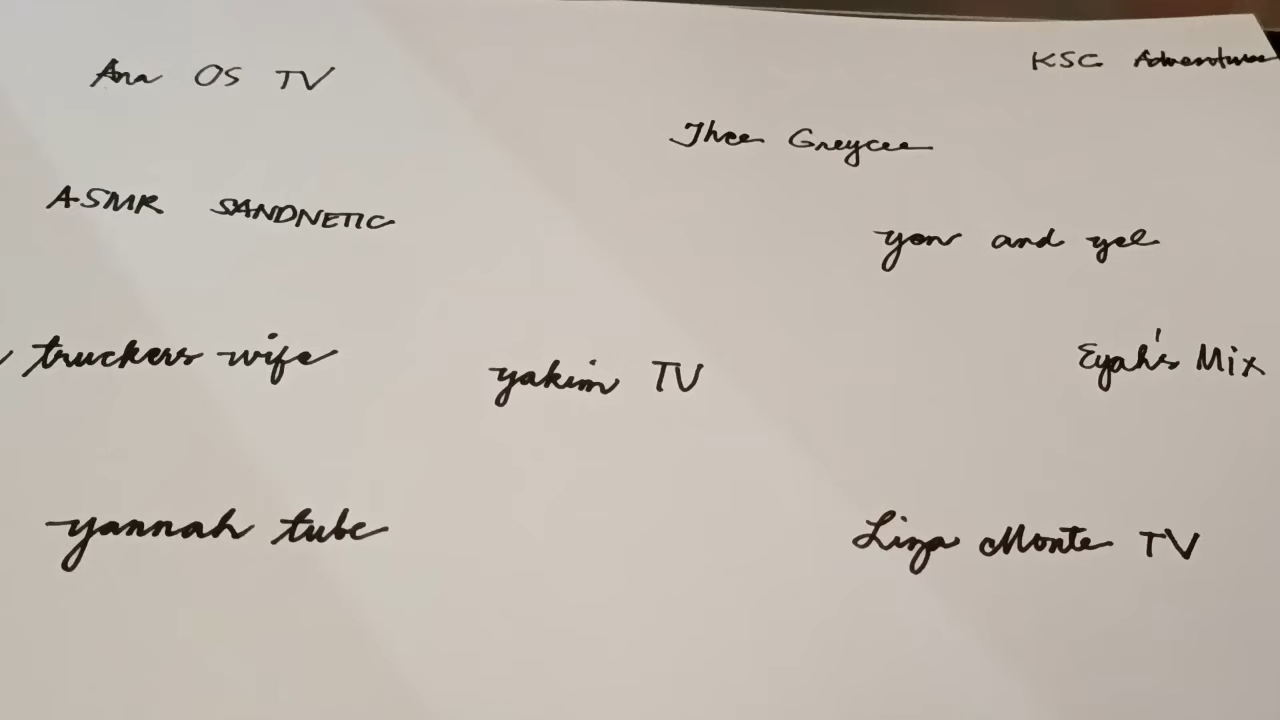 Ana OS TV
KSC Adventures
Jhee Greycee
ASMR SANDNETIC
yow and yel
truckers wife
yakim TV
Eyah's Mix
yannah tube
Liza Monte TV